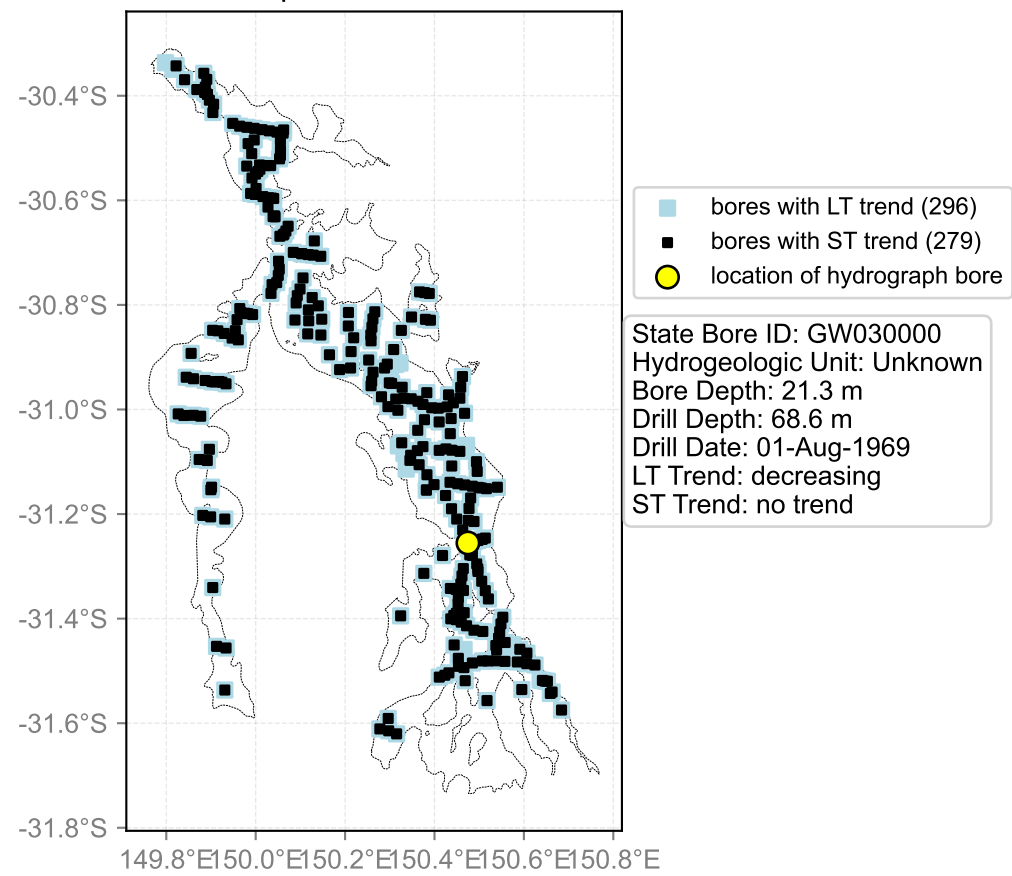 -30.4°S
-30.6°S
-30.8°S
-31.0°S
-31.2°S
-31.4°S
-31.6°S
-31.8°S
149.8°E150.0°E150.2°E150.4°E150.6°E150.8°E
bores with LT trend (296)
bores with ST trend (279)
location of hydrograph bore
State Bore ID: GW030000
Hydrogeologic Unit: Unknown
Bore Depth: 21.3 m
Drill Depth: 68.6 m
Drill Date: 01-Aug-1969
LT Trend: decreasing
ST Trend: no trend